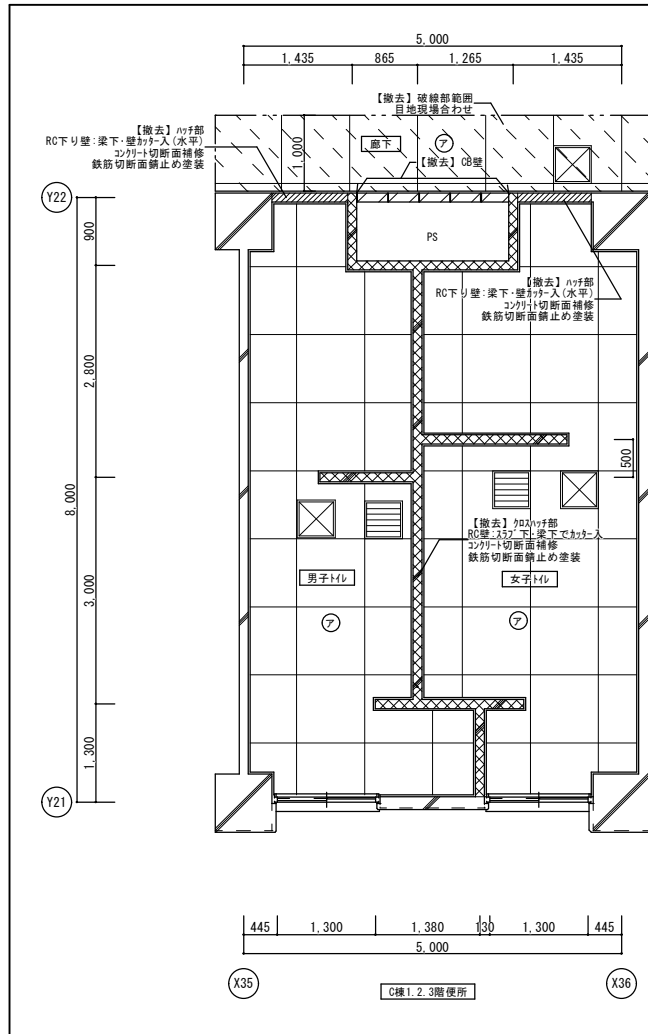 5,000
1,435 865 1,265 1,435
【撤去】破線部範囲
目地現場合わせ
【撤去】ハッチ部
RC下り壁:梁下・壁カッター入(水平)
コンクリート切断面補修
鉄筋切断面錆止め塗装
1,000
廊下
ア
【撤去】CB壁
Y22
900
PS
【撤去】ハッチ部
RC下り壁:梁下・壁カッター入(水平)
コンクリート切断面補修
鉄筋切断面錆止め塗装
2,800
500
8,000
【撤去】クロスハッチ部
RC壁:スラブ下・梁下でカッター入
コンクリート切断面補修
鉄筋切断面錆止め塗装
3,000
男子トイレ
女子トイレ
ア
ア
1,300
Y21
445 1,300 1,380 130 1,300 445
5,000
X35
X36
C棟1.2.3階便所